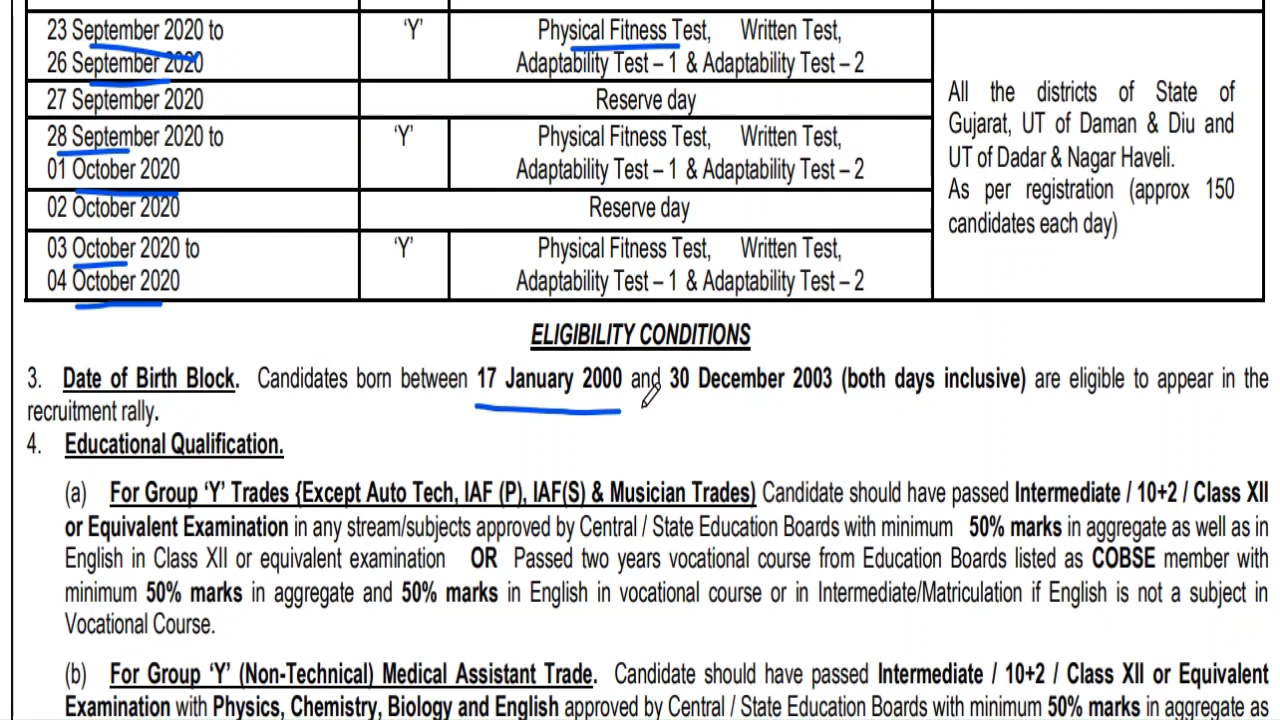 23 September 2020 to
26 September 2020
'Y'
Physical Fitness Test, Written Test,
Adaptability Test – 1 & Adaptability Test – 2
27 September 2020
Reserve day
28 September 2020 to
01 October 2020
'Y'
Physical Fitness Test, Written Test,
Adaptability Test – 1 & Adaptability Test – 2
02 October 2020
Reserve day
03 October 2020 to
04 October 2020
'Y'
Physical Fitness Test, Written Test,
Adaptability Test – 1 & Adaptability Test – 2
All the districts of State of
Gujarat, UT of Daman & Diu and
UT of Dadar & Nagar Haveli.
As per registration (approx 150
candidates each day)
ELIGIBILITY CONDITIONS
3. Date of Birth Block. Candidates born between 17 January 2000 and 30 December 2003 (both days inclusive) are eligible to appear in the
recruitment rally.
4. Educational Qualification.
(a) For Group 'Y' Trades {Except Auto Tech, IAF (P), IAF(S) & Musician Trades) Candidate should have passed Intermediate / 10+2 / Class XII
or Equivalent Examination in any stream/subjects approved by Central / State Education Boards with minimum 50% marks in aggregate as well as in
English in Class XII or equivalent examination OR Passed two years vocational course from Education Boards listed as COBSE member with
minimum 50% marks in aggregate and 50% marks in English in vocational course or in Intermediate/Matriculation if English is not a subject in
Vocational Course.
(b) For Group 'Y' (Non-Technical) Medical Assistant Trade. Candidate should have passed Intermediate / 10+2 / Class XII or Equivalent
Examination with Physics, Chemistry, Biology and English approved by Central / State Education Boards with minimum 50% marks in aggregate as